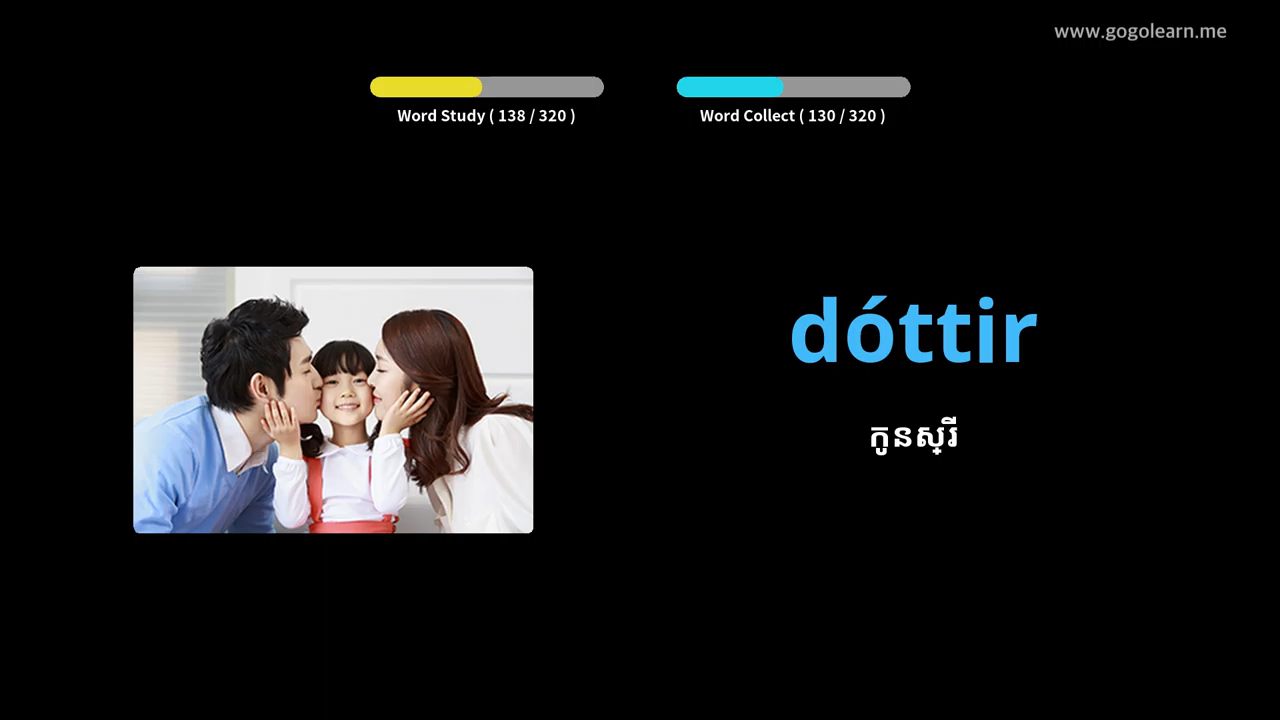 www.gogolearn.me
Word Study ( 138 / 320 )
Word Collect ( 130 / 320 )
dóttir
កូនស្រី